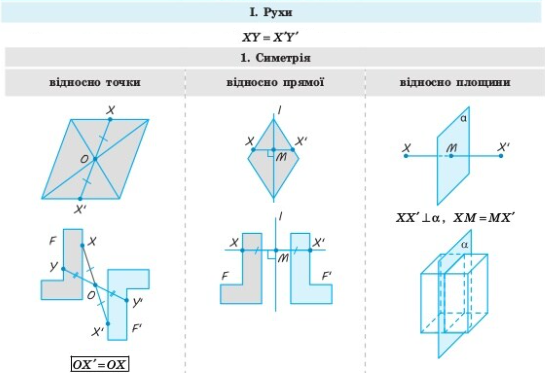 І. Рухи
XY = X′Y′
1. Симетрія
відносно точки
відносно прямої
відносно площини
X
O
X′
F
X
Y
O
Y′
X′
F′
OX′ = OX
l
X
X′
M
l
X
X′
M
F
F′
α
X
M
X′
XX′ ⊥ α , XM = MX′
α